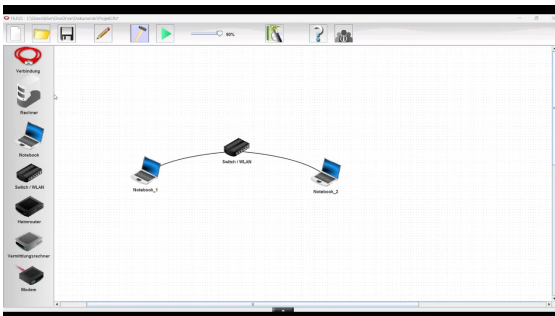 90%
Verbindung
Rechner
Notebook
Switch / WLAN
Heimrouter
Vermittlungsrechner
Modem
Switch / WLAN
Notebook_1
Notebook_2